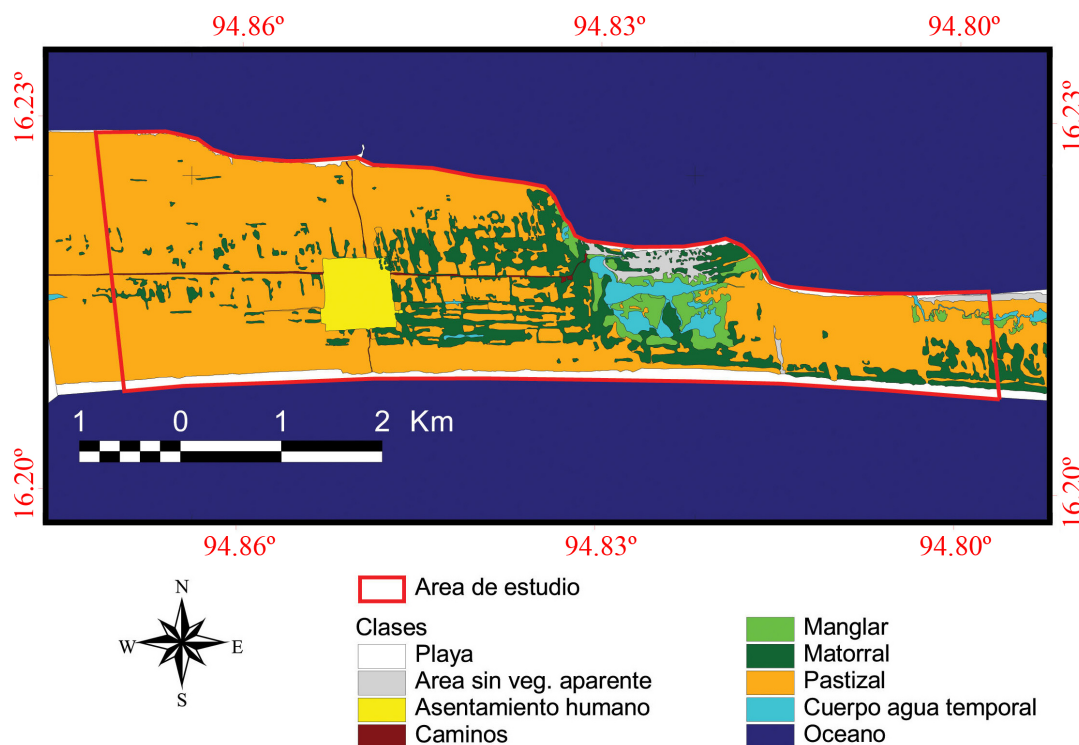 94.86º 94.83º 94.80º
16.23º 16.23º
1 0 1 2 Km
16.20º 16.20º
94.86º 94.83º 94.80º
N
W E
S
Area de estudio
Clases
Playa
Area sin veg. aparente
Asentamiento humano
Caminos
Manglar
Matorral
Pastizal
Cuerpo agua temporal
Oceano